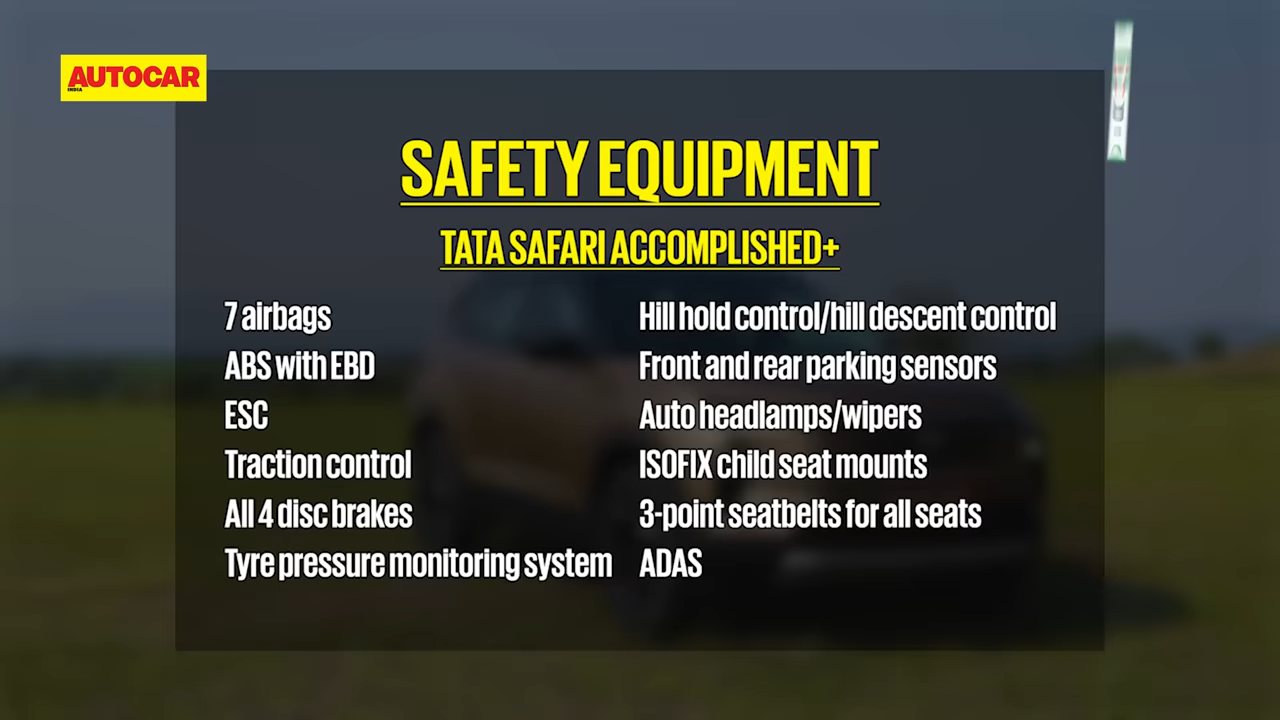 AUTOCAR
INDIA
SAFETY EQUIPMENT
TATA SAFARI ACCOMPLISHED+
7 airbags
ABS with EBD
ESC
Traction control
All 4 disc brakes
Tyre pressure monitoring system
Hill hold control/hill descent control
Front and rear parking sensors
Auto headlamps/wipers
ISOFIX child seat mounts
3-point seatbelts for all seats
ADAS